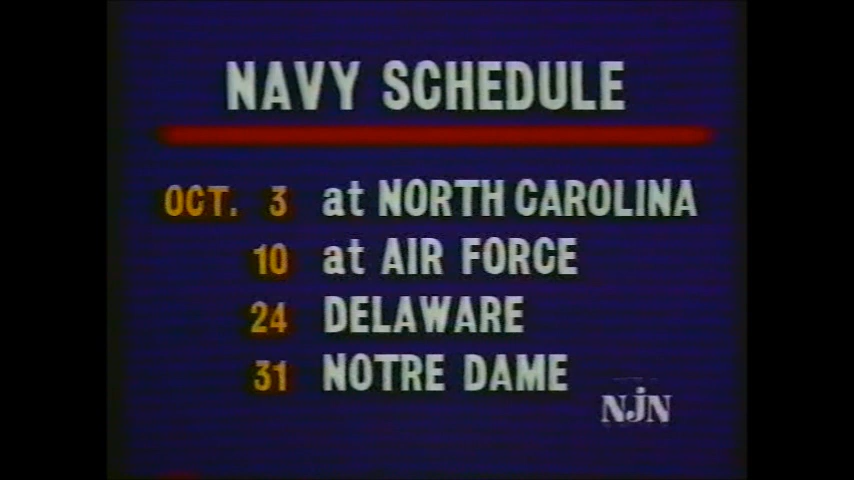 NAVY SCHEDULE
OCT. 3 at NORTH CAROLINA
10 at AIR FORCE
24 DELAWARE
31 NOTRE DAME
NJN